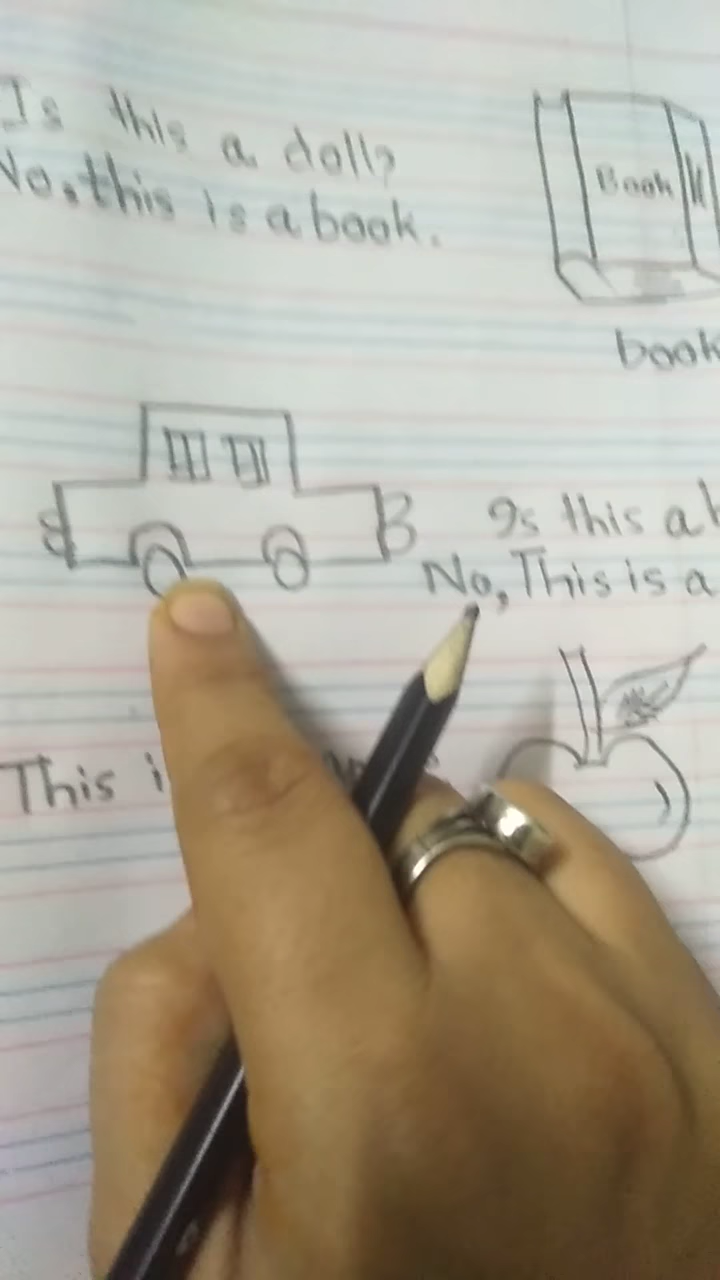 Is this a doll?
No, this is a book.
Book
book
Is this a
No, This is a
This